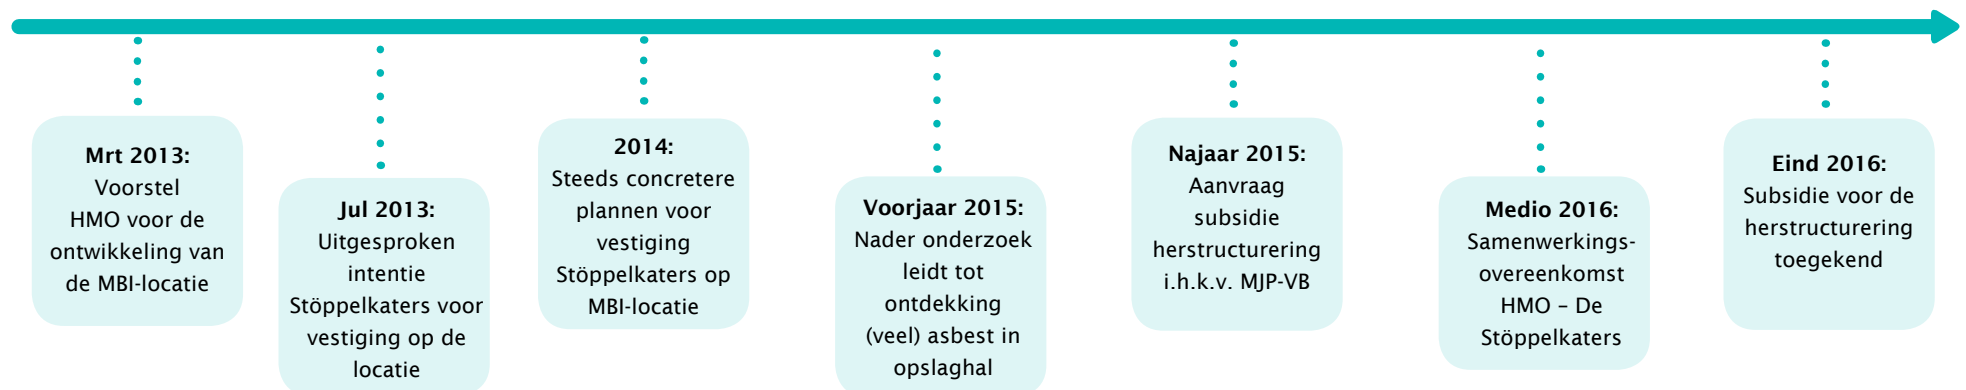 Mrt 2013:
Voorstel
HMO voor de
ontwikkeling van
de MBI-locatie
Jul 2013:
Uitgesproken
intentie
Stöppelkaters voor
vestiging op de
locatie
2014:
Steeds concretere
plannen voor
vestiging
Stöppelkaters op
MBI-locatie
Voorjaar 2015:
Nader onderzoek
leidt tot
ontdekking
(veel) asbest in
opslaghal
Najaar 2015:
Aanvraag
subsidie
herstructurering
i.h.k.v. MJP-VB
Medio 2016:
Samenwerkings-
overeenkomst
HMO – De
Stöppelkaters
Eind 2016:
Subsidie voor de
herstructurering
toegekend